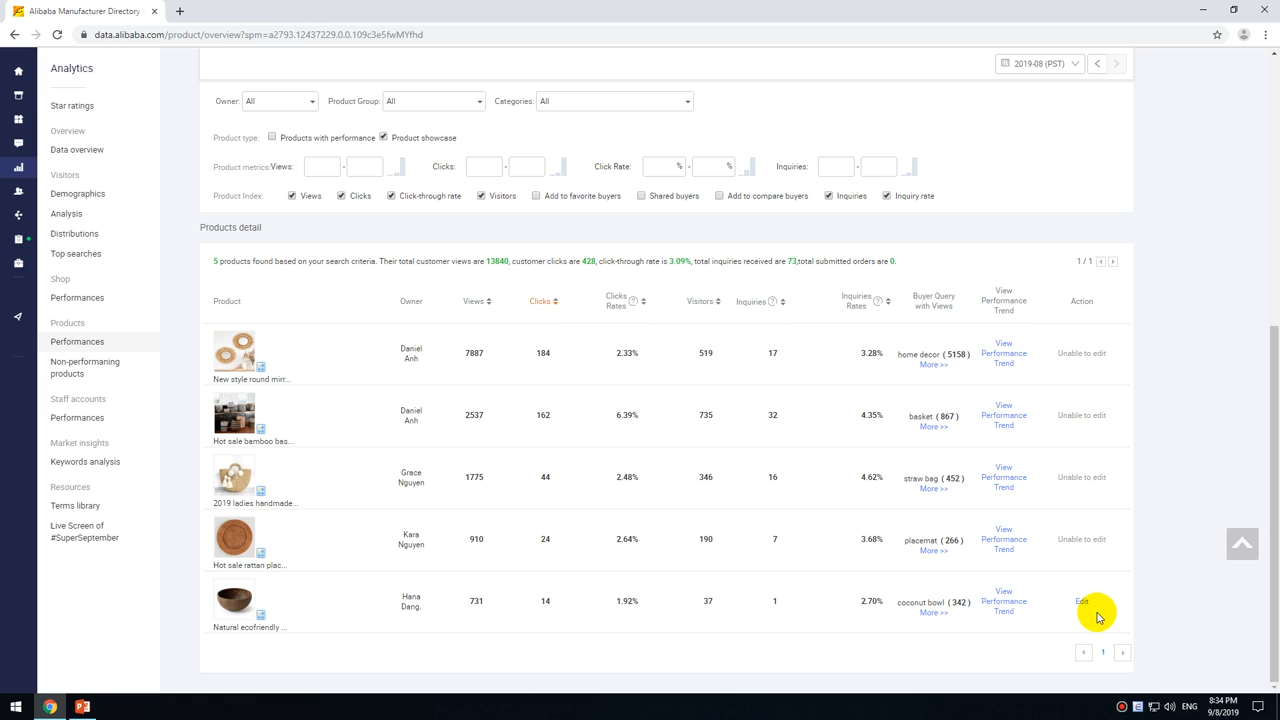 Alibaba Manufacturer Directory -
data.alibaba.com/product/overview?spm=a2793.12437229.0.0.109c3e5fwMYfhd
Analytics
Star ratings
Overview
Data overview
Visitors
Demographics
Analysis
Distributions
Top searches
Shop
Performances
Products
Performances
Non-performing
products
Staff accounts
Performances
Market insights
Keywords analysis
Resources
Terms library
Live Screen of
#SuperSeptember
2019-08 (PST)
Owner: All Product Group: All Categories: All
Product type: Products with performance Product showcase
Product metrics: Views: - Clicks: - Click Rate: % - % Inquiries: -
Product Index: Views Clicks Click-through rate Visitors Add to favorite buyers Shared buyers Add to compare buyers Inquiries Inquiry rate
Products detail
5 products found based on your search criteria. Their total customer views are 13840, customer clicks are 428, click-through rate is 3.09%, total inquiries received are 73,total submitted orders are 0. 1 / 1
Product Owner Views Clicks Clicks Rates Visitors Inquiries Inquiries Rates Buyer Query with Views View Performance Trend Action
Daniel Anh 7887 184 2.33% 519 17 3.28% home decor ( 5158 ) More >> View Performance Trend Unable to edit
New style round mirr...
Daniel Anh 2537 162 6.39% 735 32 4.35% basket ( 867 ) More >> View Performance Trend Unable to edit
Hot sale bamboo bas...
Grace Nguyen 1775 44 2.48% 346 16 4.62% straw bag ( 452 ) More >> View Performance Trend Unable to edit
2019 ladies handmade...
Kara Nguyen 910 24 2.64% 190 7 3.68% placemat ( 266 ) More >> View Performance Trend Unable to edit
Hot sale rattan plac...
Hana Dang. 731 14 1.92% 37 1 2.70% coconut bowl ( 342 ) More >> View Performance Trend Edit
Natural ecofriendly ...
1
ENG
8:34 PM
9/8/2019